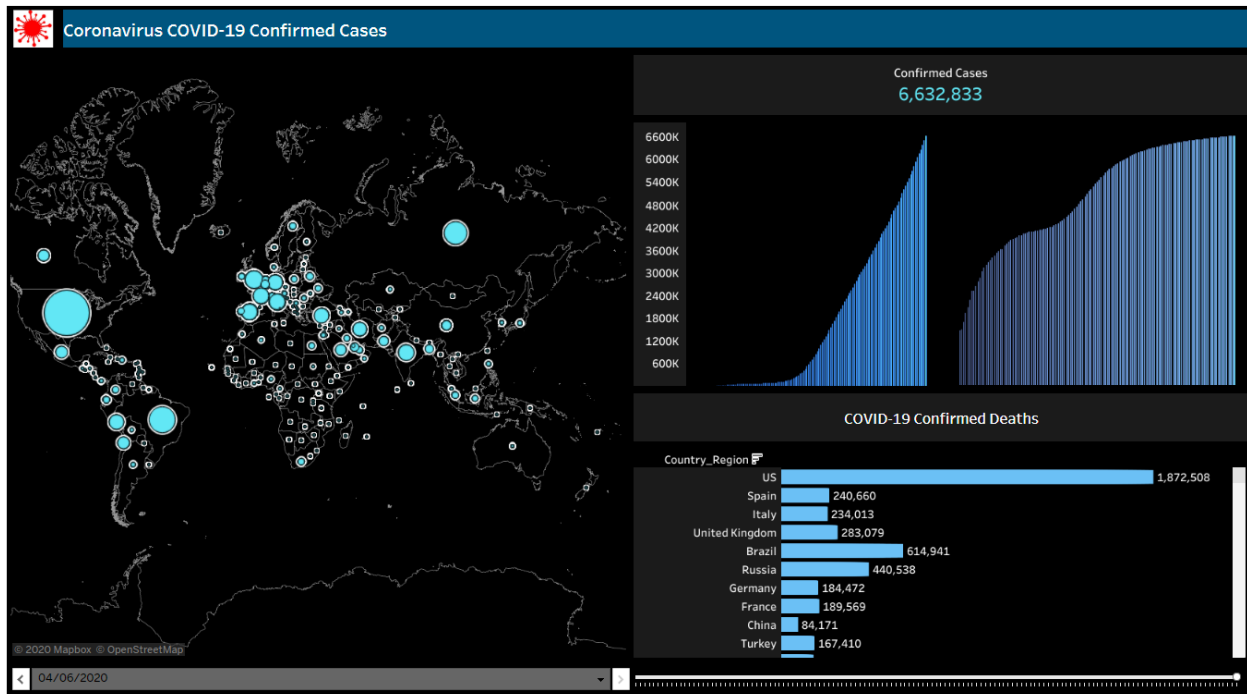 Coronavirus COVID-19 Confirmed Cases
Confirmed Cases
6,632,833
6600K
6000K
5400K
4800K
4200K
3600K
3000K
2400K
1800K
1200K
600K
COVID-19 Confirmed Deaths
Country_Region
US 1,872,508
Spain 240,660
Italy 234,013
United Kingdom 283,079
Brazil 614,941
Russia 440,538
Germany 184,472
France 189,569
China 84,171
Turkey 167,410
© 2020 Mapbox © OpenStreetMap
04/06/2020